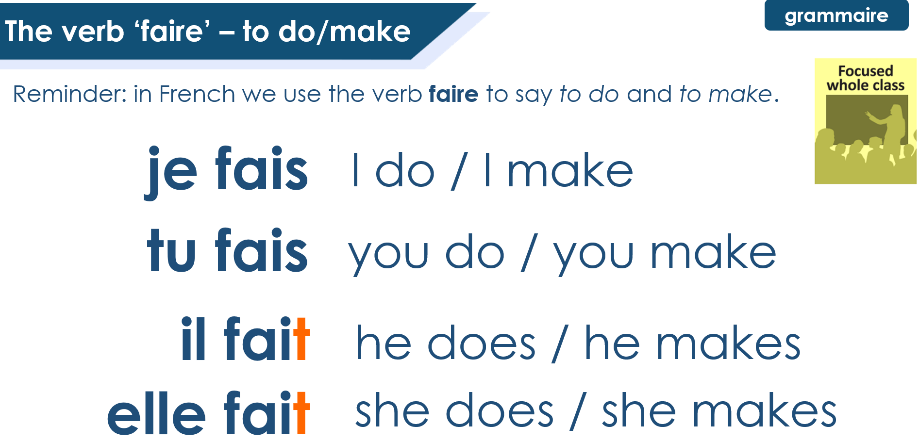 The verb ‘faire’ – to do/make
grammaire
Reminder: in French we use the verb faire to say to do and to make.
Focused
whole class
je fais I do / I make
tu fais you do / you make
il fait he does / he makes
elle fait she does / she makes